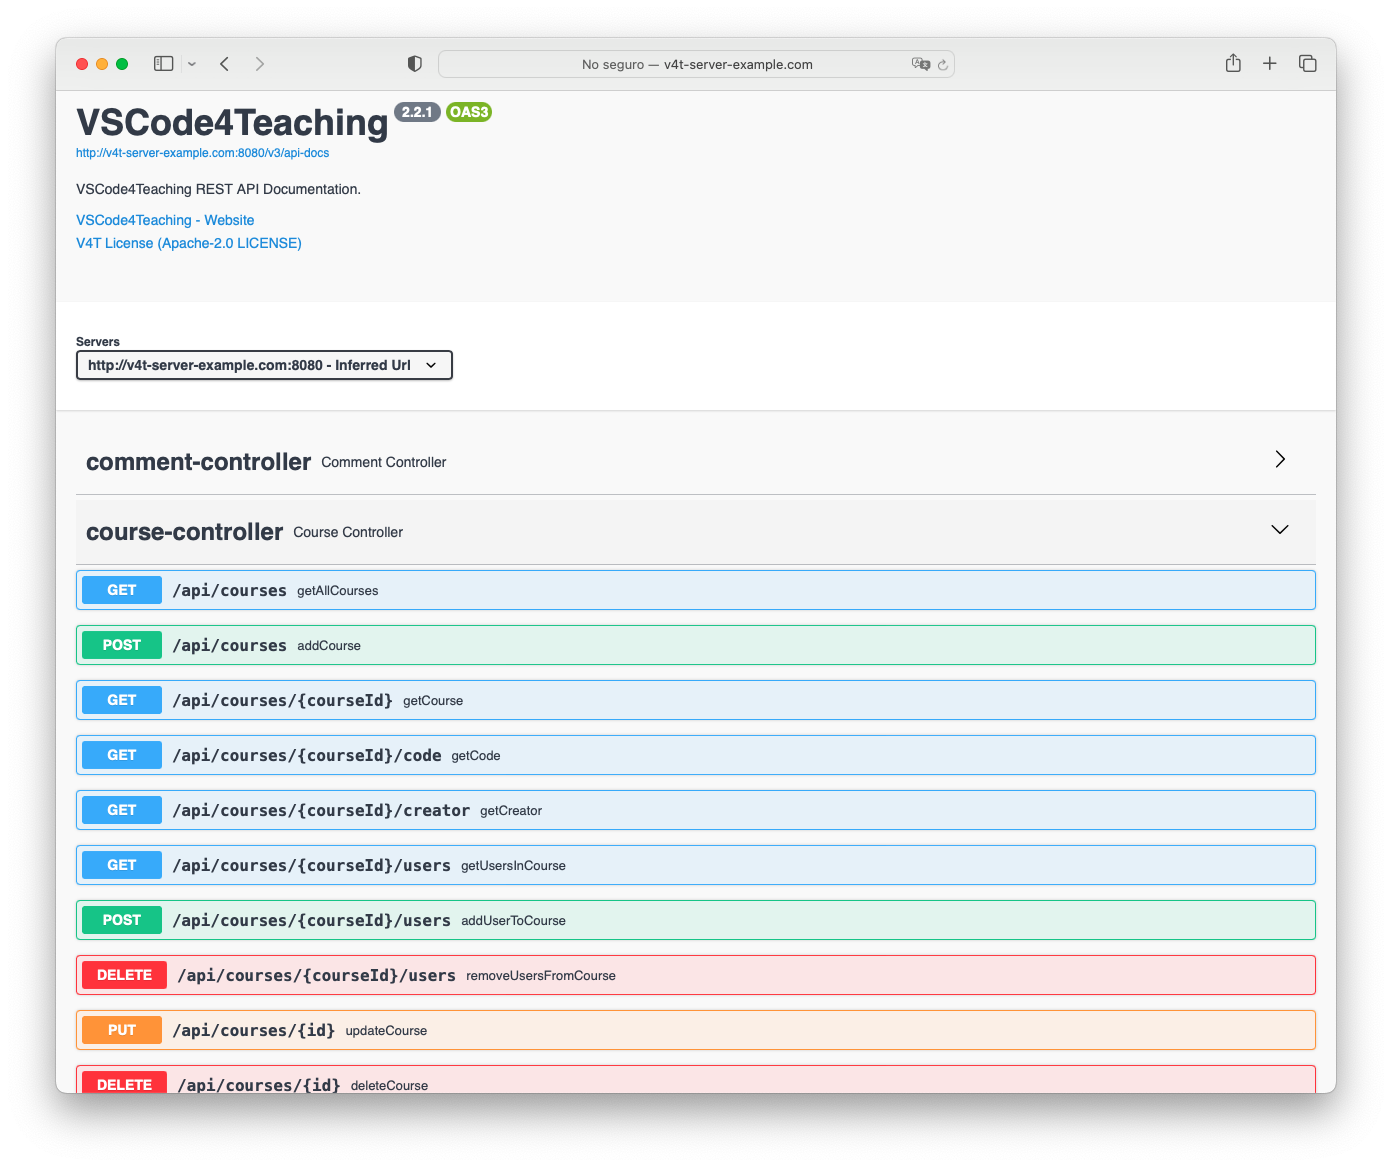 No seguro — v4t-server-example.com
VSCode4Teaching 2.2.1 OAS3
http://v4t-server-example.com:8080/v3/api-docs
VSCode4Teaching REST API Documentation.
VSCode4Teaching - Website
V4T License (Apache-2.0 LICENSE)
Servers
http://v4t-server-example.com:8080 - Inferred Url
comment-controller Comment Controller
course-controller Course Controller
GET /api/courses getAllCourses
POST /api/courses addCourse
GET /api/courses/{courseId} getCourse
GET /api/courses/{courseId}/code getCode
GET /api/courses/{courseId}/creator getCreator
GET /api/courses/{courseId}/users getUsersInCourse
POST /api/courses/{courseId}/users addUserToCourse
DELETE /api/courses/{courseId}/users removeUsersFromCourse
PUT /api/courses/{id} updateCourse
DELETE /api/courses/{id} deleteCourse